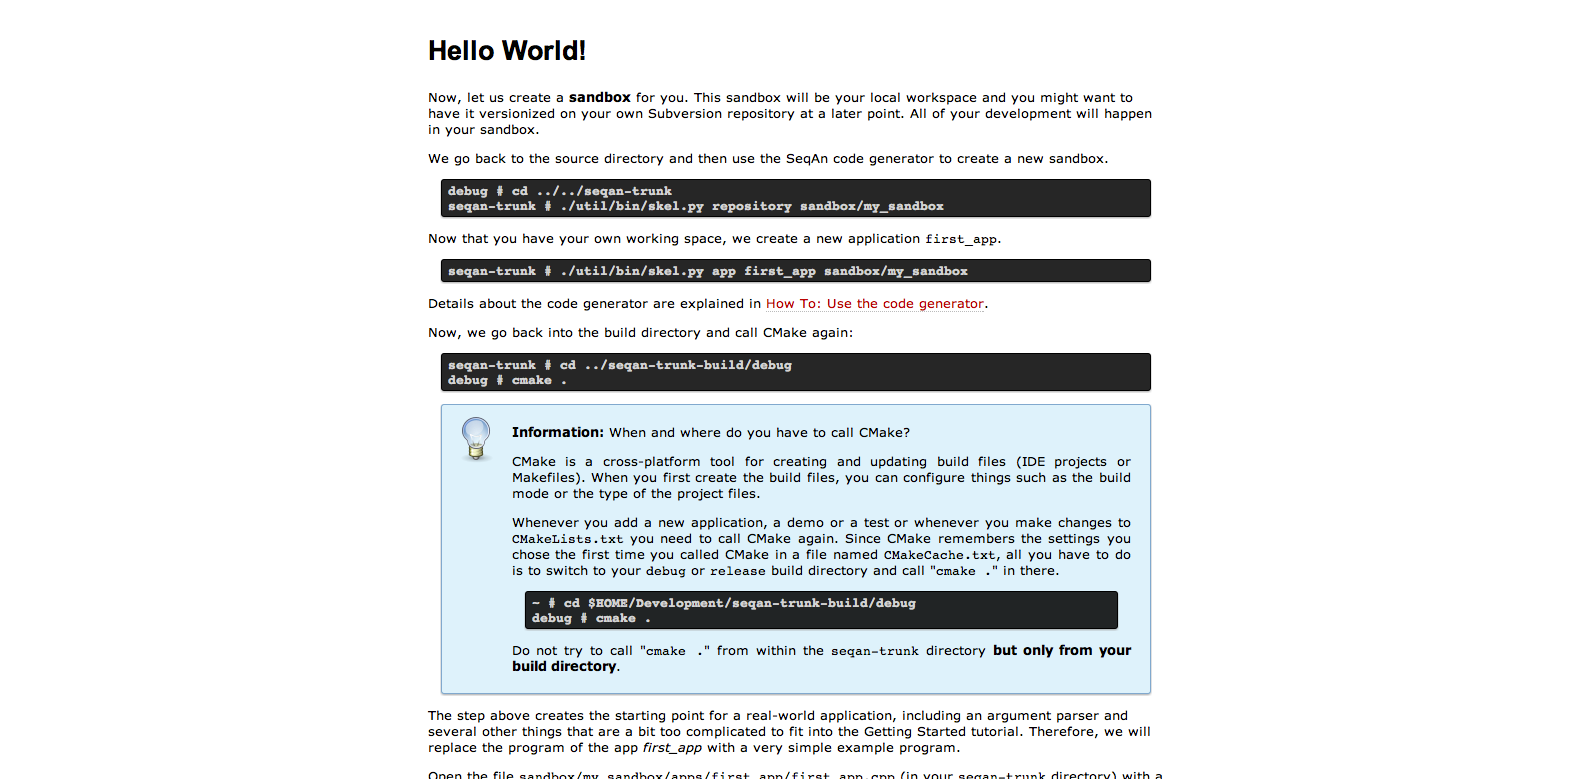 Hello World!
Now, let us create a sandbox for you. This sandbox will be your local workspace and you might want to
have it versionized on your own Subversion repository at a later point. All of your development will happen
in your sandbox.
We go back to the source directory and then use the SeqAn code generator to create a new sandbox.
debug # cd ../../seqan-trunk
seqan-trunk # ./util/bin/skel.py repository sandbox/my_sandbox
Now that you have your own working space, we create a new application first_app.
seqan-trunk # ./util/bin/skel.py app first_app sandbox/my_sandbox
Details about the code generator are explained in How To: Use the code generator.
Now, we go back into the build directory and call CMake again:
seqan-trunk # cd ../seqan-trunk-build/debug
debug # cmake .
Information: When and where do you have to call CMake?
CMake is a cross-platform tool for creating and updating build files (IDE projects or
Makefiles). When you first create the build files, you can configure things such as the build
mode or the type of the project files.
Whenever you add a new application, a demo or a test or whenever you make changes to
CMakeLists.txt you need to call CMake again. Since CMake remembers the settings you
chose the first time you called CMake in a file named CMakeCache.txt, all you have to do
is to switch to your debug or release build directory and call "cmake ." in there.
~ # cd $HOME/Development/seqan-trunk-build/debug
debug # cmake .
Do not try to call "cmake ." from within the seqan-trunk directory but only from your
build directory.
The step above creates the starting point for a real-world application, including an argument parser and
several other things that are a bit too complicated to fit into the Getting Started tutorial. Therefore, we will
replace the program of the app first_app with a very simple example program.
Open the file sandbox/my_sandbox/apps/first_app/first_app.cpp (in your seqan-trunk directory) with a